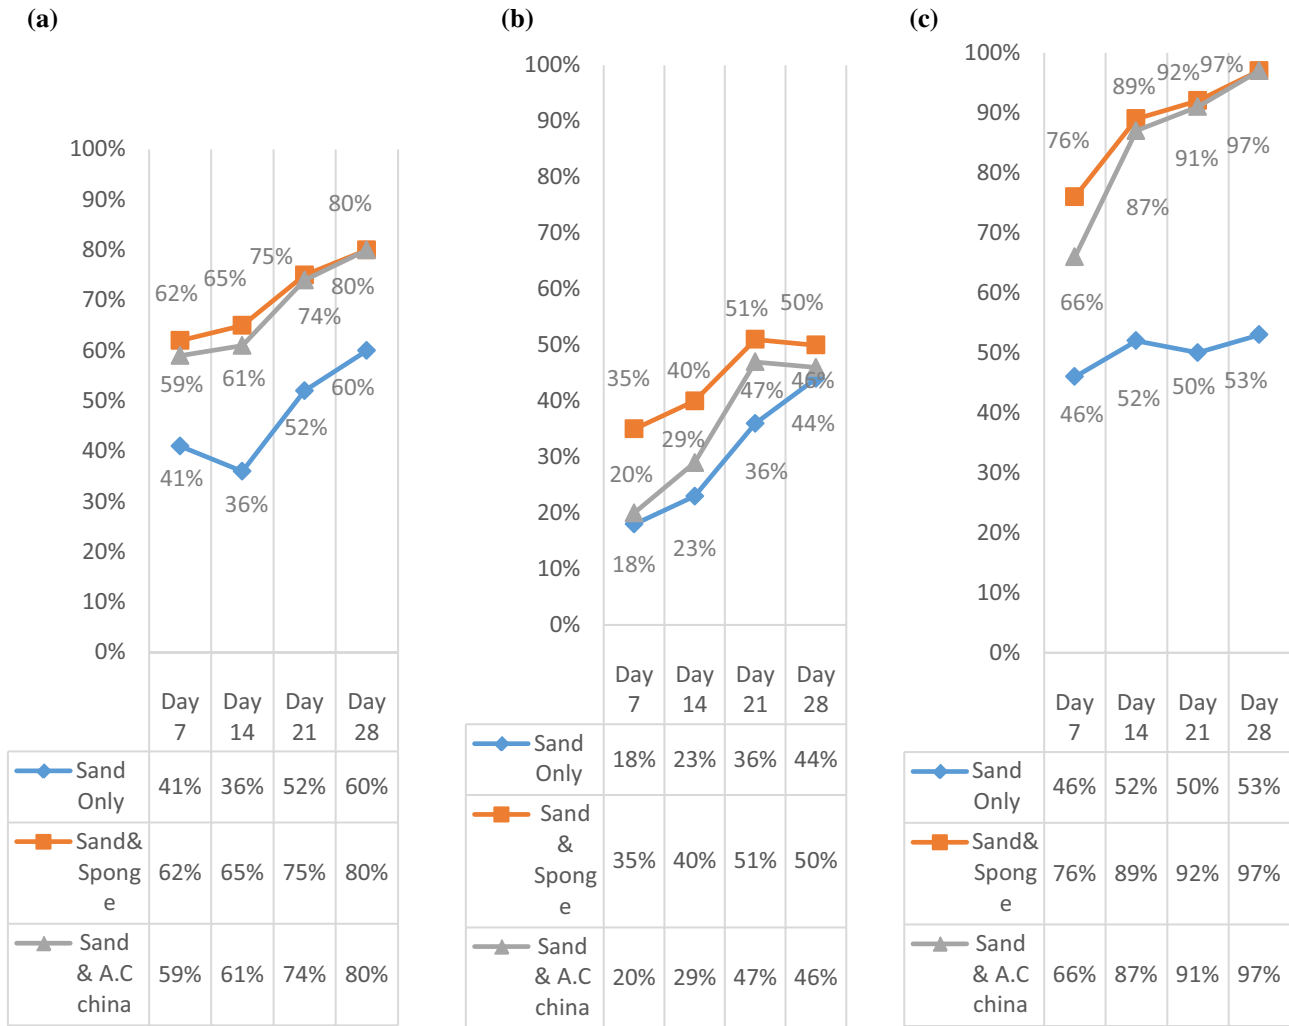 (a)
100%
90%
80%
70%
60%
50%
40%
30%
20%
10%
0%
62%
65%
75%
80%
59%
61%
74%
80%
41%
36%
52%
60%
Day 7
Day 14
Day 21
Day 28
Sand Only
41% 36% 52% 60%
Sand& Spong e
62% 65% 75% 80%
Sand & A.C china
59% 61% 74% 80%
(b)
100%
90%
80%
70%
60%
50%
40%
30%
20%
10%
0%
35%
40%
51%
50%
20%
29%
47%
46%
18%
23%
36%
44%
Day 7
Day 14
Day 21
Day 28
Sand Only
18% 23% 36% 44%
Sand & Spong e
35% 40% 51% 50%
Sand & A.C china
20% 29% 47% 46%
(c)
100%
90%
80%
70%
60%
50%
40%
30%
20%
10%
0%
76%
89%
92%
97%
66%
87%
91%
97%
46%
52%
50%
53%
Day 7
Day 14
Day 21
Day 28
Sand Only
46% 52% 50% 53%
Sand& Spong e
76% 89% 92% 97%
Sand & A.C china
66% 87% 91% 97%